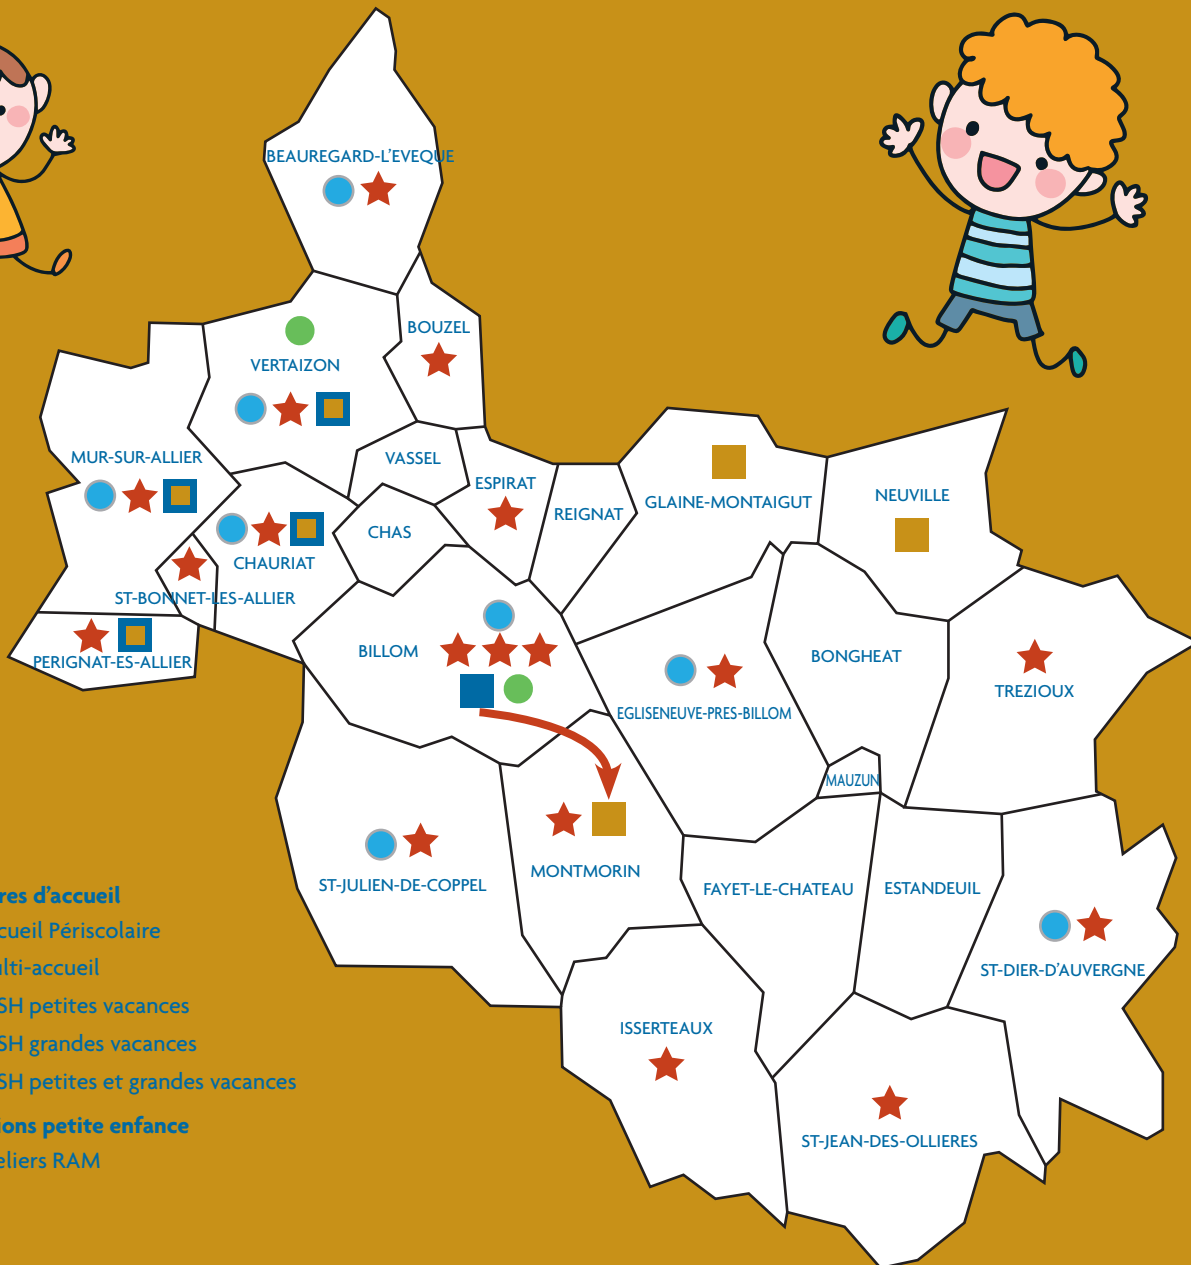 BEAUREGARD-L'EVEQUE
BOUZEL
VERTAIZON
MUR-SUR-ALLIER
VASSEL
ESPIRAT
REIGNAT
GLAINE-MONTAIGUT
NEUVILLE
CHAS
CHAURIAT
ST-BONNET-LES-ALLIER
PERIGNAT-ES-ALLIER
BILLOM
BONGHEAT
TREZIOUX
EGLISENEUVE-PRES-BILLOM
MAUZUN
MONTMORIN
ST-JULIEN-DE-COPPEL
FAYET-LE-CHATEAU
ESTANDEUIL
ST-DIER-D'AUVERGNE
ISSERTEAUX
ST-JEAN-DES-OLLIERES
res d'accueil
cueil Périscolaire
ulti-accueil
SH petites vacances
SH grandes vacances
SH petites et grandes vacances
ions petite enfance
eliers RAM